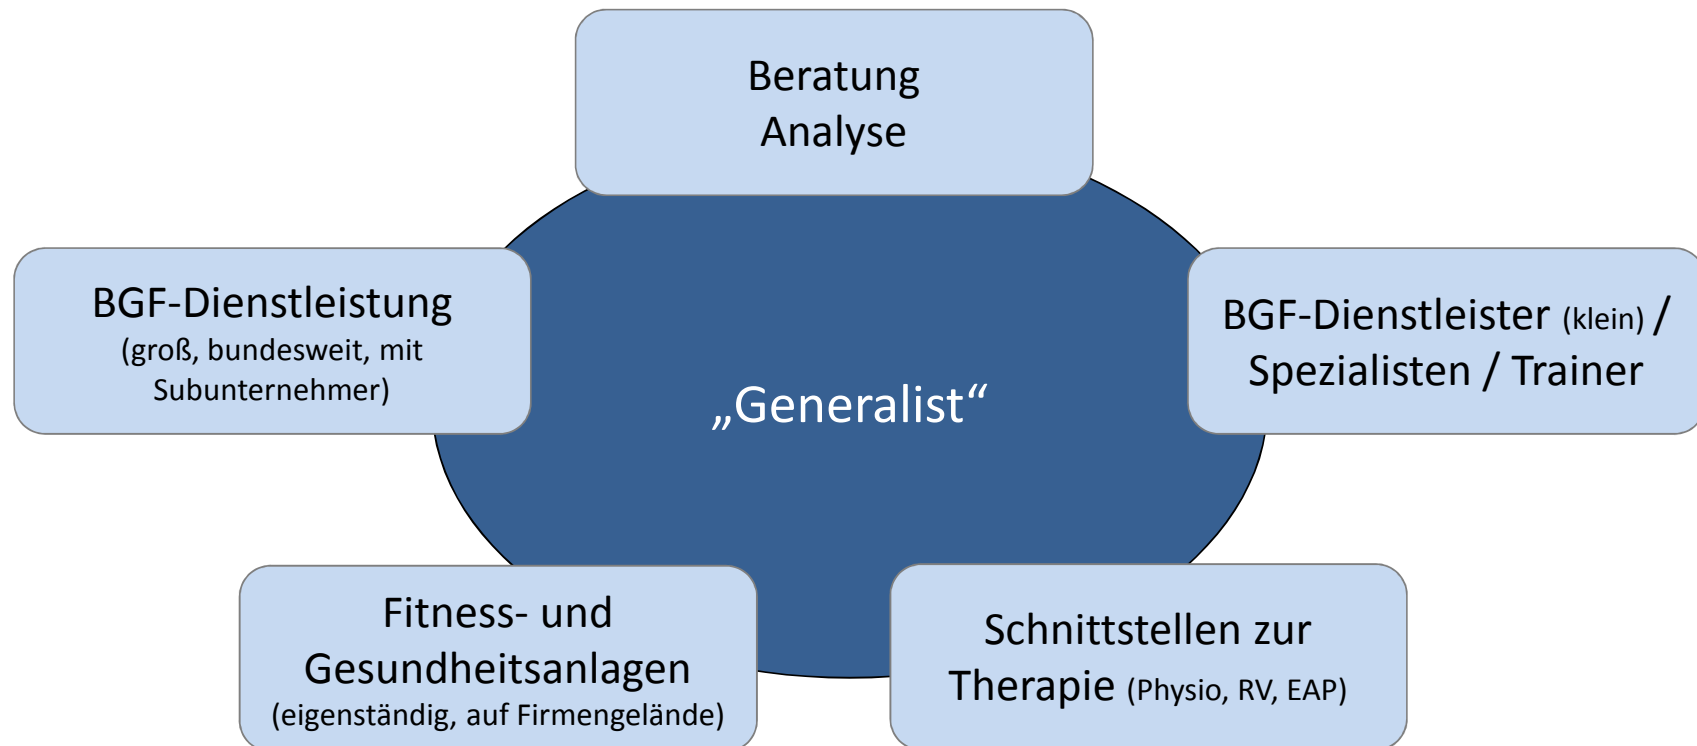 Beratung
Analyse
BGF-Dienstleistung
(groß, bundesweit, mit
Subunternehmer)
BGF-Dienstleister (klein) /
Spezialisten / Trainer
„Generalist“
Fitness- und
Gesundheitsanlagen
(eigenständig, auf Firmengelände)
Schnittstellen zur
Therapie (Physio, RV, EAP)